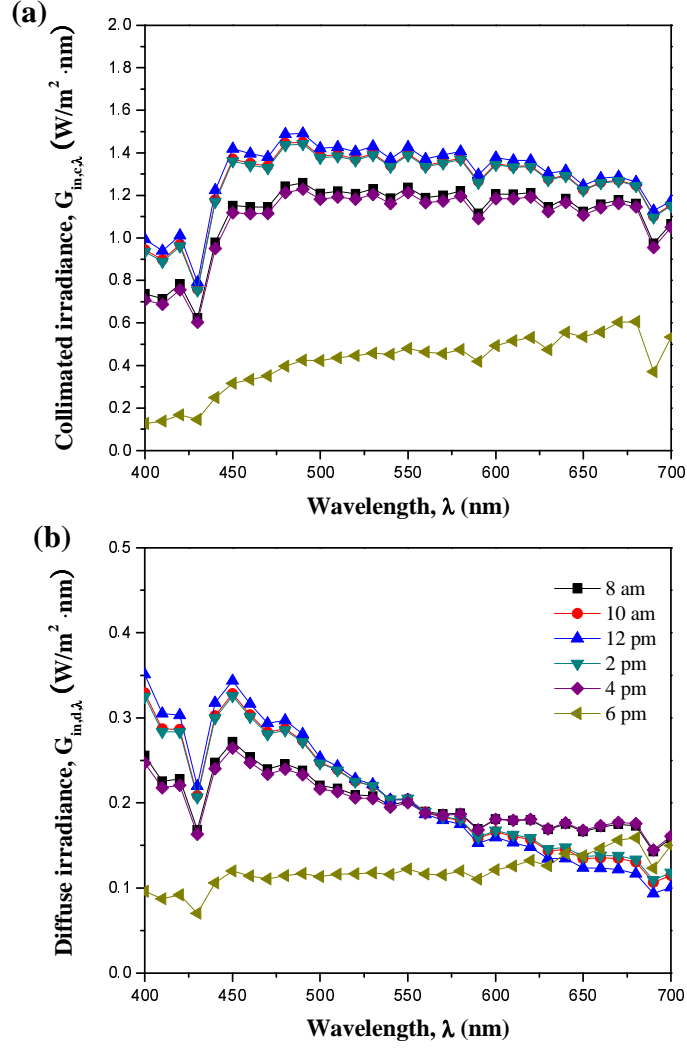 (a)
2.0
1.8
1.6
1.4
1.2
1.0
0.8
0.6
0.4
0.2
0.0
Collimated irradiance, G_in,c,λ (W/m² ·nm)
400 450 500 550 600 650 700
Wavelength, λ (nm)
(b)
0.5
0.4
0.3
0.2
0.1
0.0
Diffuse irradiance, G_in,d,λ (W/m² ·nm)
8 am
10 am
12 pm
2 pm
4 pm
6 pm
400 450 500 550 600 650 700
Wavelength, λ (nm)